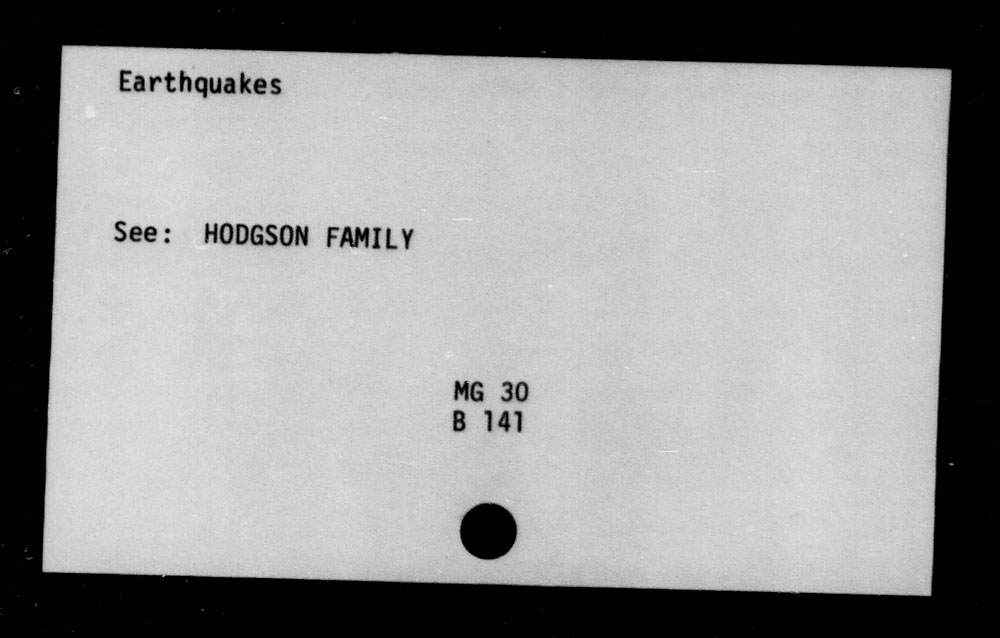 Earthquakes
See: HODGSON FAMILY
MG 30
B 141